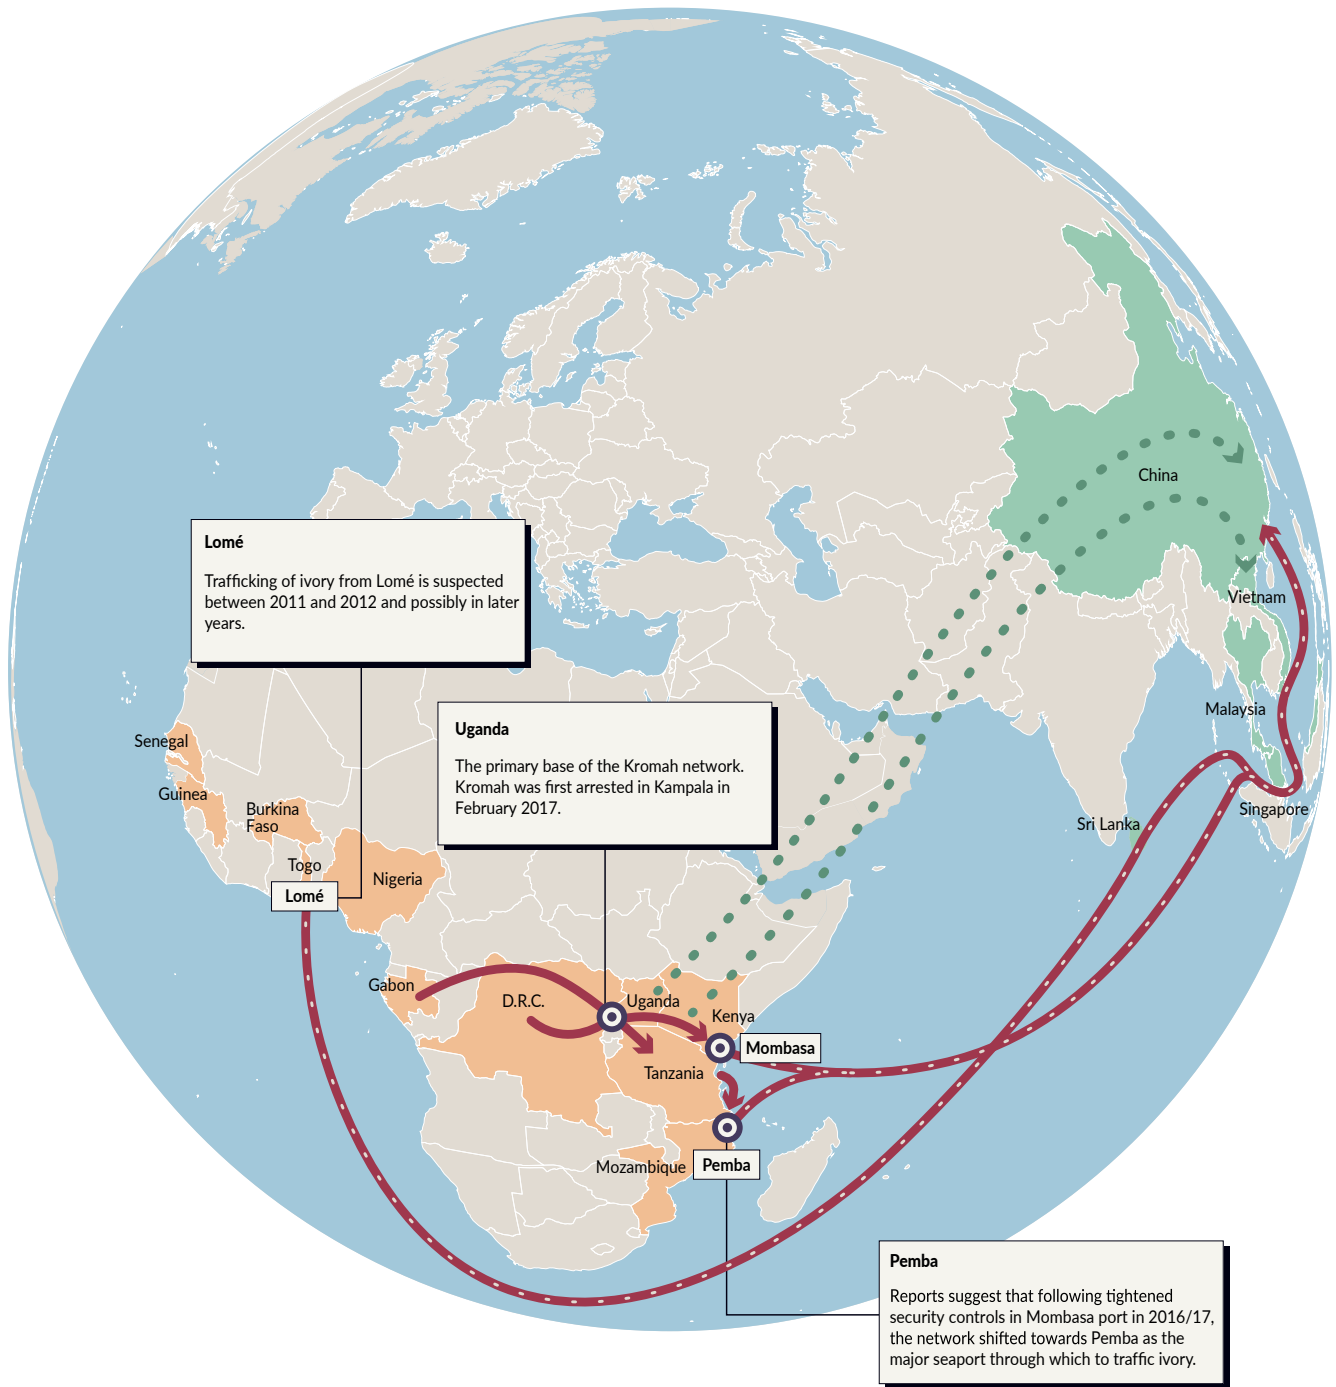 China
Lomé
Trafficking of ivory from Lomé is suspected
between 2011 and 2012 and possibly in later
years.
Vietnam
Malaysia
Uganda
The primary base of the Kromah network.
Kromah was first arrested in Kampala in
February 2017.
Senegal
Guinea
Burkina
Faso
Singapore
Sri Lanka
Togo
Nigeria
Lomé
Gabon
D.R.C.
Uganda
Kenya
Mombasa
Tanzania
Mozambique
Pemba
Pemba
Reports suggest that following tightened
security controls in Mombasa port in 2016/17,
the network shifted towards Pemba as the
major seaport through which to traffic ivory.